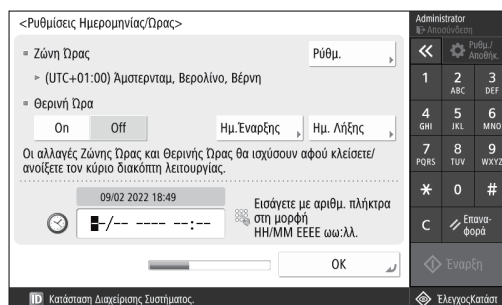 <Ρυθμίσεις Ημερομηνίας/Ώρας>
Ζώνη Ώρας
Ρύθμ.
(UTC+01:00) Άμστερνταμ, Βερολίνο, Βέρνη
Θερινή Ώρα
On Off Ημ.Έναρξης Ημ. Λήξης
Οι αλλαγές Ζώνης Ώρας και Θερινής Ώρας θα ισχύσουν αφού κλείσετε/
ανοίξετε τον κύριο διακόπτη λειτουργίας.
09/02 2022 18:49
-/-- ---- --:--
Εισάγετε με αριθμ. πλήκτρα
στη μορφή
ΗΗ/ΜΜ ΕΕΕΕ ωω:λλ.
OK
ID Κατάσταση Διαχείρισης Συστήματος.
Administrator
Αποσύνδεση
Ρυθμ./
Αποθήκ.
1 2 3
ABC DEF
4 5 6
GHI JKL MNO
7 8 9
PQRS TUV WXYZ
* 0 #
C Επανα-
φορά
Έναρξη
ΈλεγχοςΚατάσι